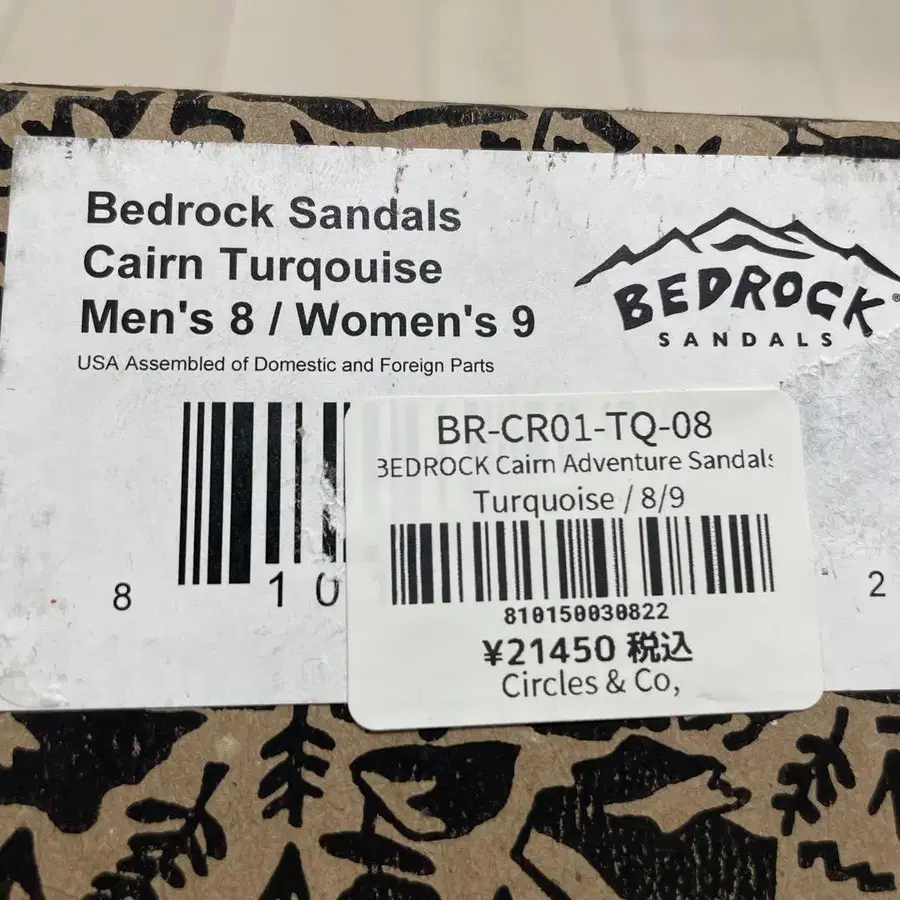 Bedrock Sandals
Cairn Turqouise
Men's 8 / Women's 9
USA Assembled of Domestic and Foreign Parts
BEDROCK®
SANDALS
8 10 2
BR-CR01-TQ-08
BEDROCK Cairn Adventure Sandals
Turquoise / 8/9
810150030822
¥21450 税込
Circles & Co,